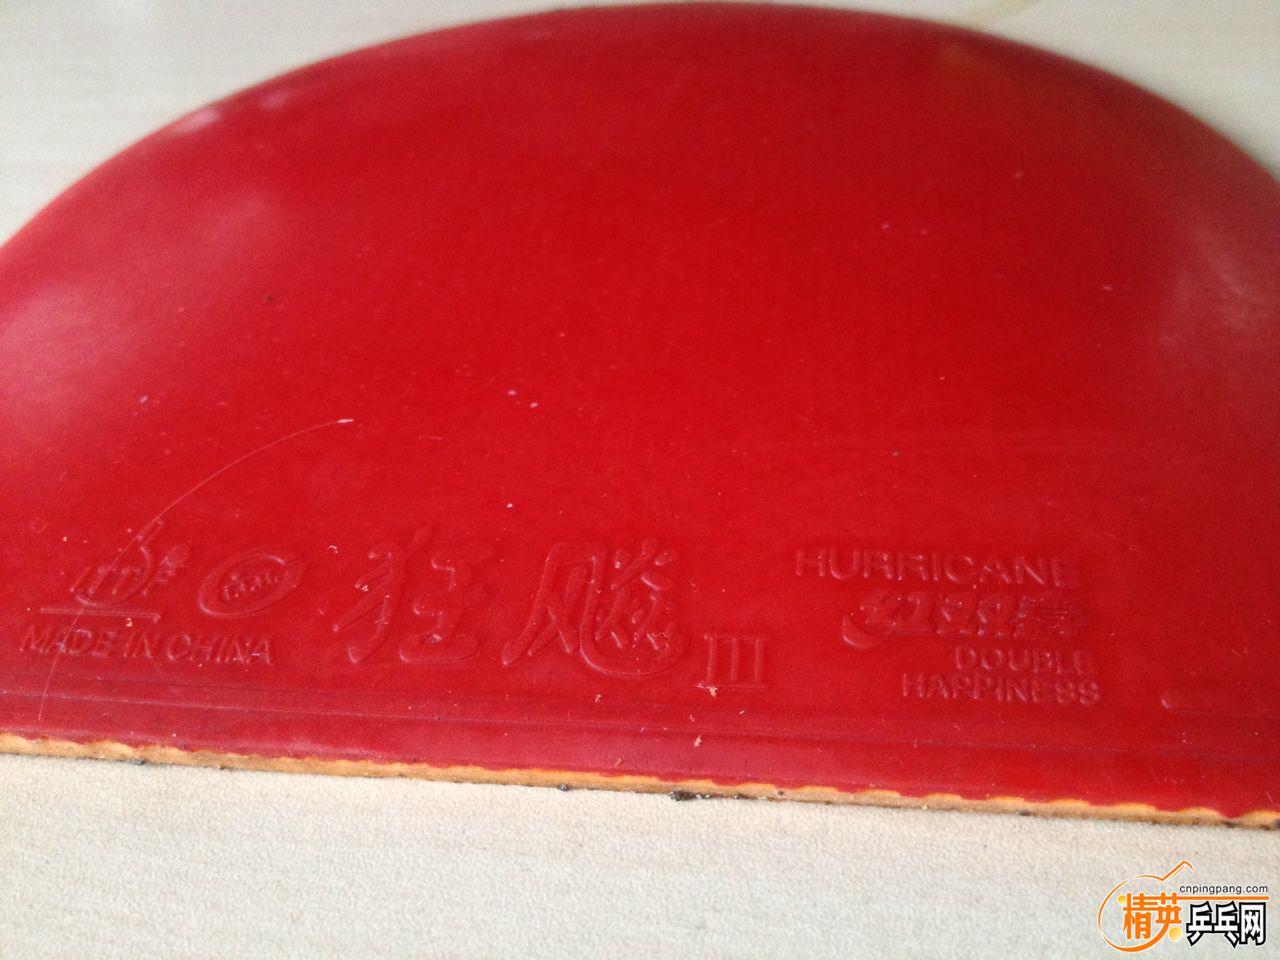 MADE IN CHINA
狂飚 III
HURRICANE
红双喜
DOUBLE
HAPPINESS
cnpingpang.com
精英乒乓网